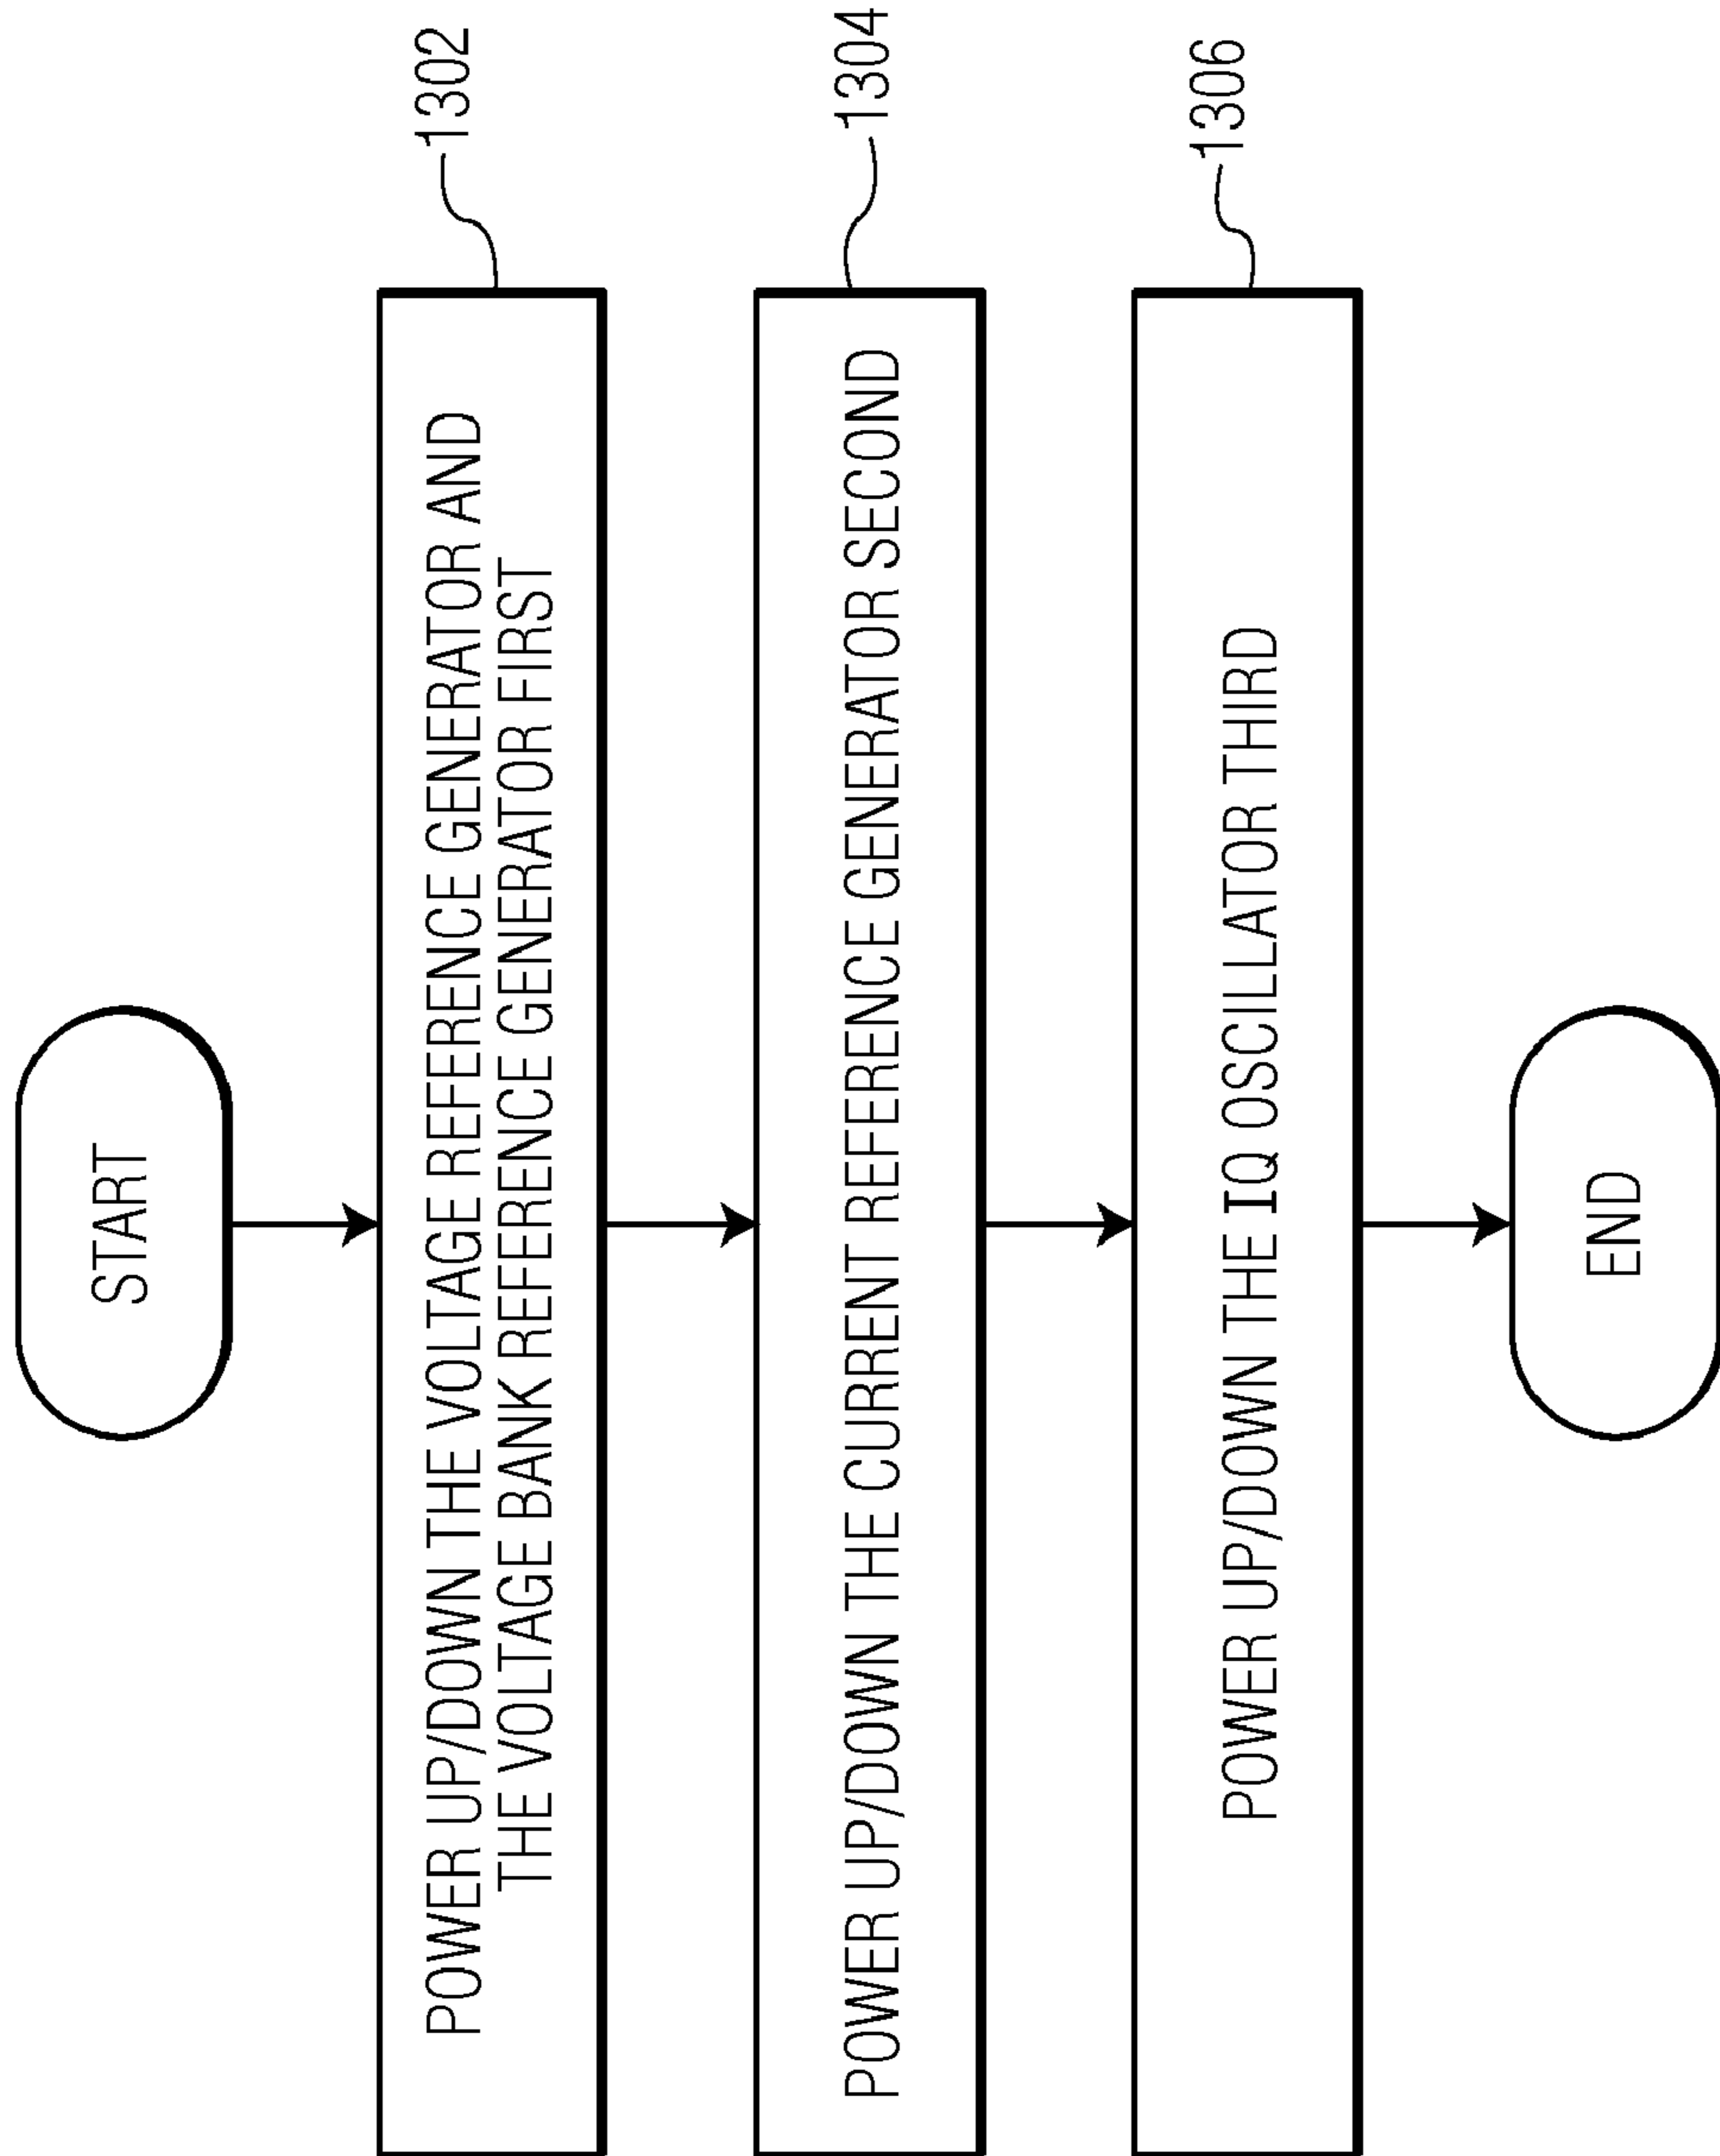 START
POWER UP/DOWN THE VOLTAGE REFERENCE GENERATOR AND
THE VOLTAGE BANK REFERENCE GENERATOR FIRST
1302
POWER UP/DOWN THE CURRENT REFERENCE GENERATOR SECOND
1304
POWER UP/DOWN THE IQ OSCILLATOR THIRD
1306
END